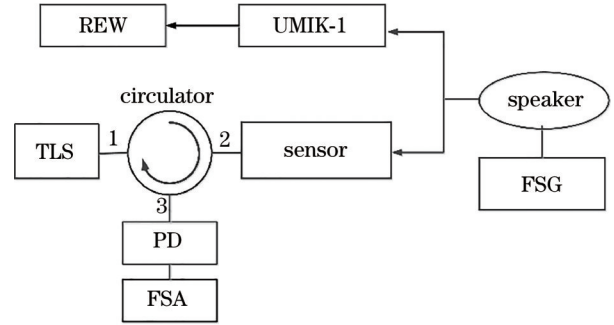 REW
UMIK-1
circulator
speaker
TLS
1
2
sensor
FSG
3
PD
FSA